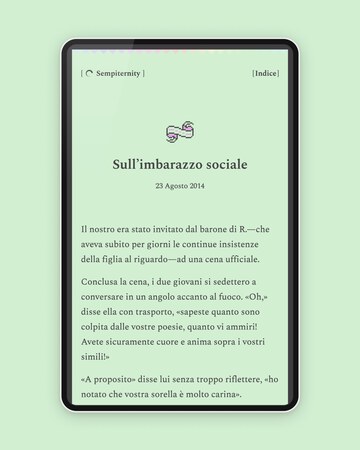 [ Sempiternity ]
[Indice]
Sull’imbarazzo sociale
23 Agosto 2014
Il nostro era stato invitato dal barone di R.—che
aveva subito per giorni le continue insistenze
della figlia al riguardo—ad una cena ufficiale.
Conclusa la cena, i due giovani si sedettero a
conversare in un angolo accanto al fuoco. «Oh,»
disse ella con trasporto, «sapeste quanto sono
colpita dalle vostre poesie, quanto vi ammiri!
Avete sicuramente cuore e anima sopra i vostri
simili!»
«A proposito» disse lui senza troppo riflettere, «ho
notato che vostra sorella è molto carina».